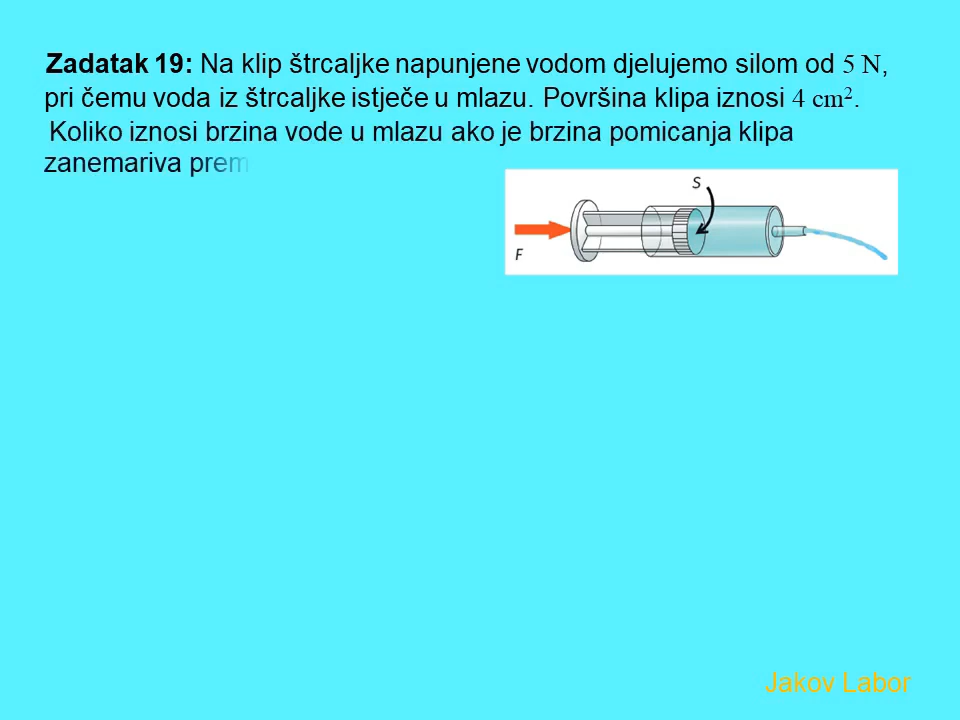 Zadatak 19: Na klip štrcaljke napunjene vodom djelujemo silom od 5 N,
pri čemu voda iz štrcaljke istječe u mlazu. Površina klipa iznosi 4 cm².
Koliko iznosi brzina vode u mlazu ako je brzina pomicanja klipa
zanemariva prem
S
F
Jakov Labor